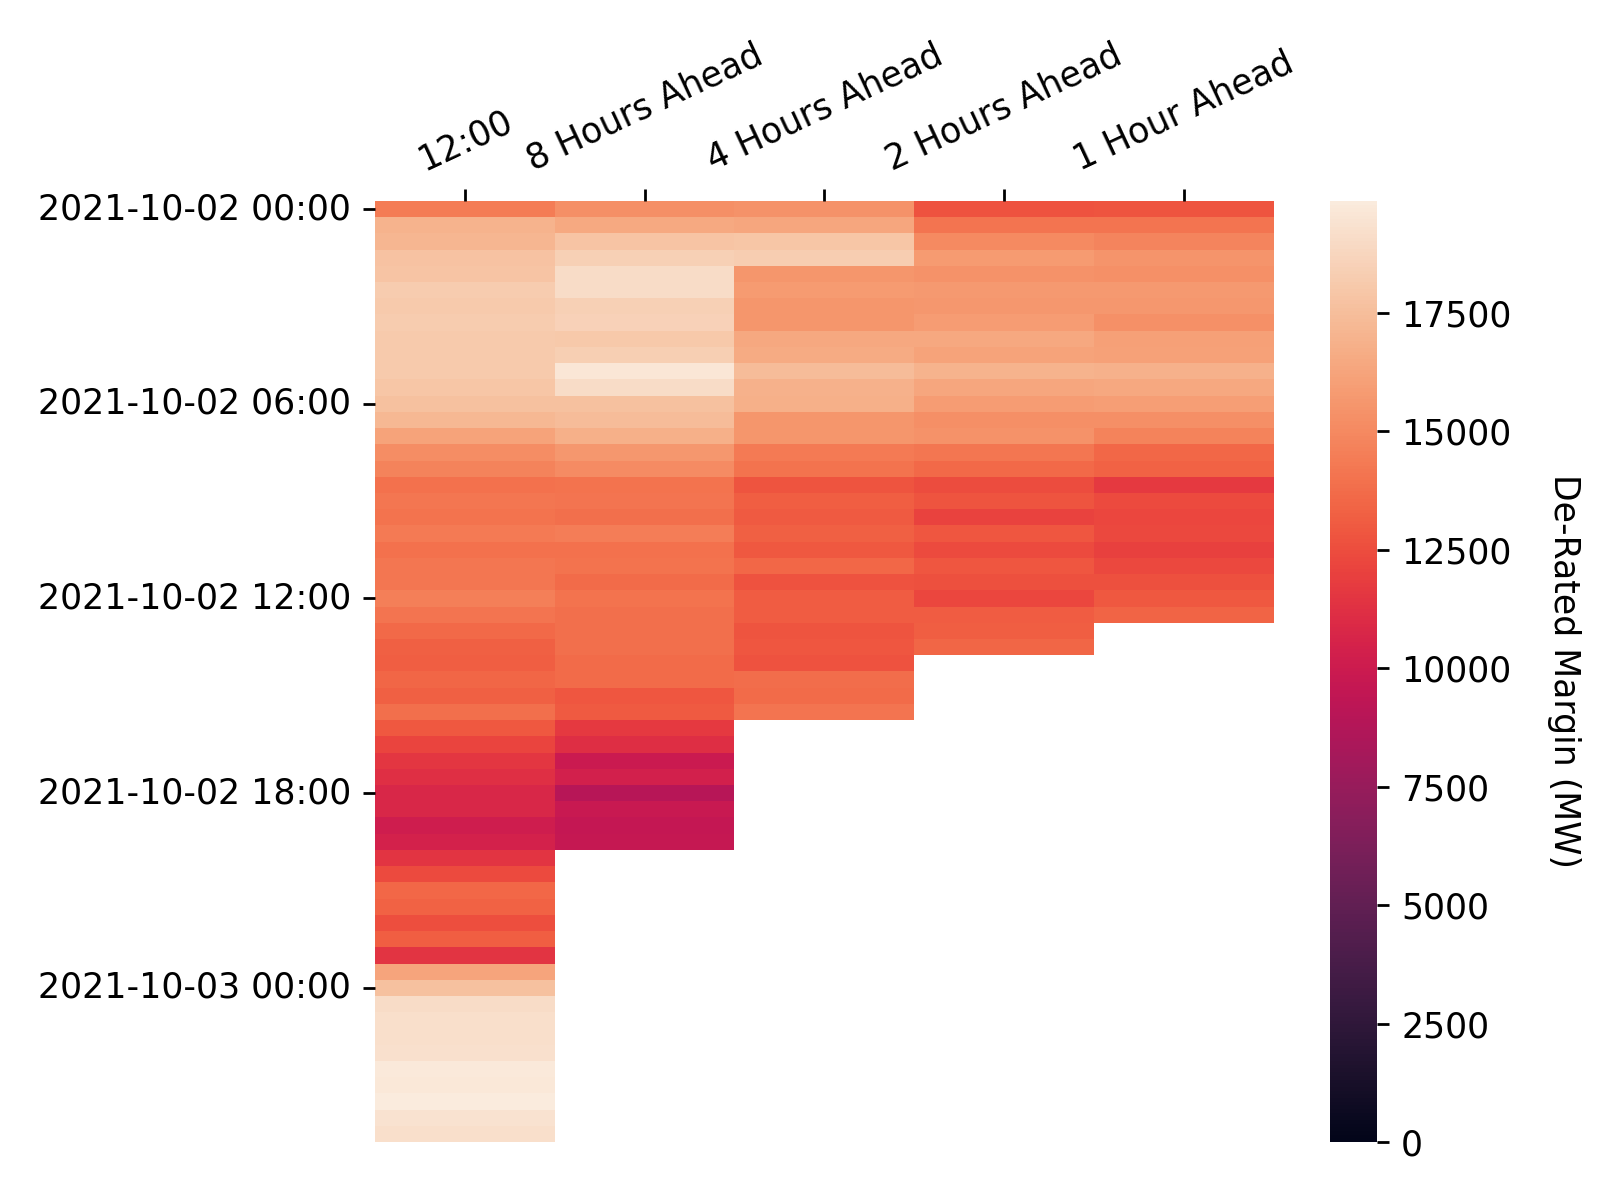 12:00
8 Hours Ahead
4 Hours Ahead
2 Hours Ahead
1 Hour Ahead
2021-10-02 00:00
2021-10-02 06:00
2021-10-02 12:00
2021-10-02 18:00
2021-10-03 00:00
17500
15000
12500
10000
7500
5000
2500
0
De-Rated Margin (MW)